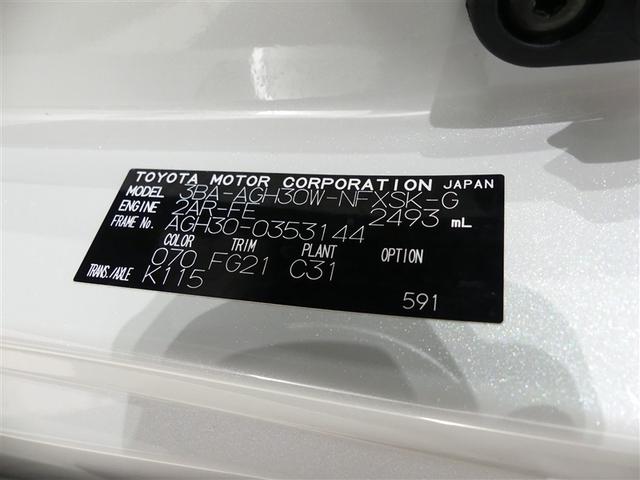 TOYOTA MOTOR CORPORATION JAPAN
MODEL 3BA-AGH30W-NFXSK-G
ENGINE 2AR-FE 2493 mL
FRAME No. AGH30-0353144
COLOR TRIM PLANT OPTION
070 FG21 C31
TRANS./AXLE K115
591